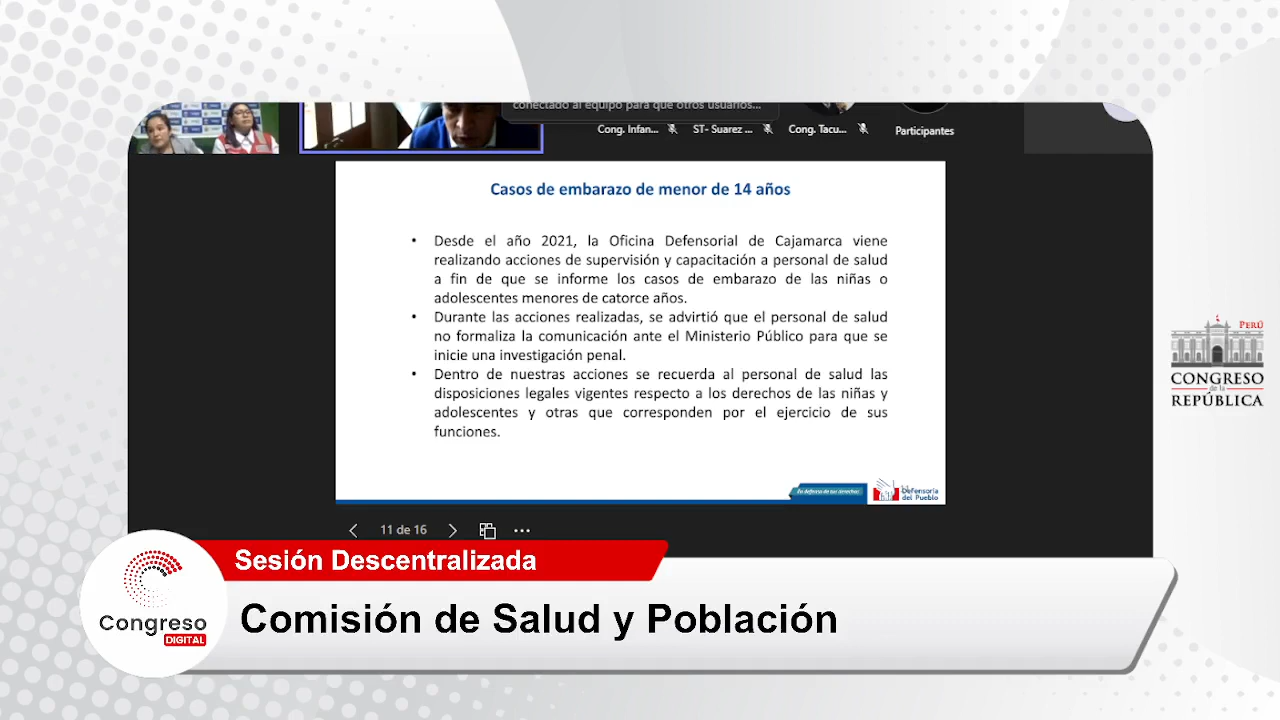 conectado al equipo para que otros usuarios...
Cong. Infan...
ST- Suarez ...
Cong. Tacu...
Participantes
Casos de embarazo de menor de 14 años
• Desde el año 2021, la Oficina Defensorial de Cajamarca viene
realizando acciones de supervisión y capacitación a personal de salud
a fin de que se informe los casos de embarazo de las niñas o
adolescentes menores de catorce años.
• Durante las acciones realizadas, se advirtió que el personal de salud
no formaliza la comunicación ante el Ministerio Público para que se
inicie una investigación penal.
• Dentro de nuestras acciones se recuerda al personal de salud las
disposiciones legales vigentes respecto a los derechos de las niñas y
adolescentes y otras que corresponden por el ejercicio de sus
funciones.
En defensa de sus derechos
Defensoría
del Pueblo
11 de 16
PERÚ
CONGRESO
de la
REPÚBLICA
Sesión Descentralizada
Congreso
DIGITAL
Comisión de Salud y Población